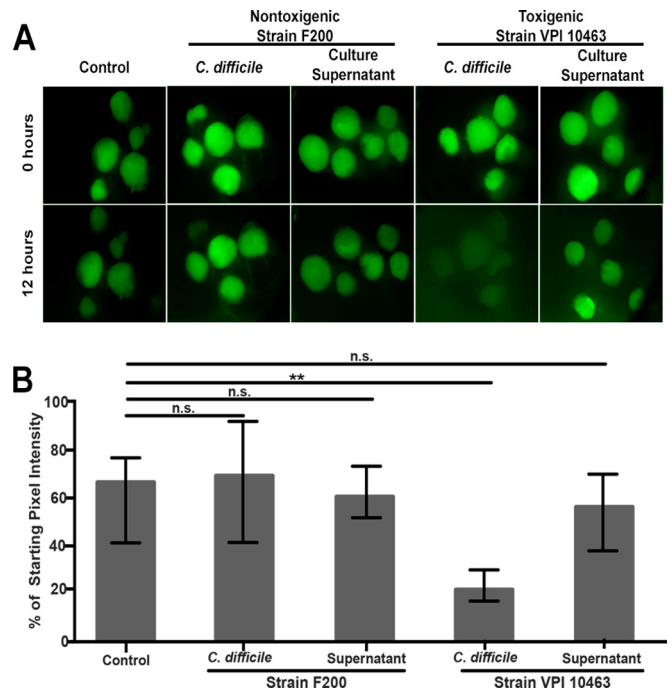 A
Nontoxigenic
Strain F200
Toxigenic
Strain VPI 10463
Control
C. difficile
Culture
Supernatant
C. difficile
Culture
Supernatant
0 hours
12 hours
B
n.s.
**
n.s.
n.s.
% of Starting Pixel Intensity
100
80
60
40
20
0
Control
C. difficile
Supernatant
C. difficile
Supernatant
Strain F200
Strain VPI 10463